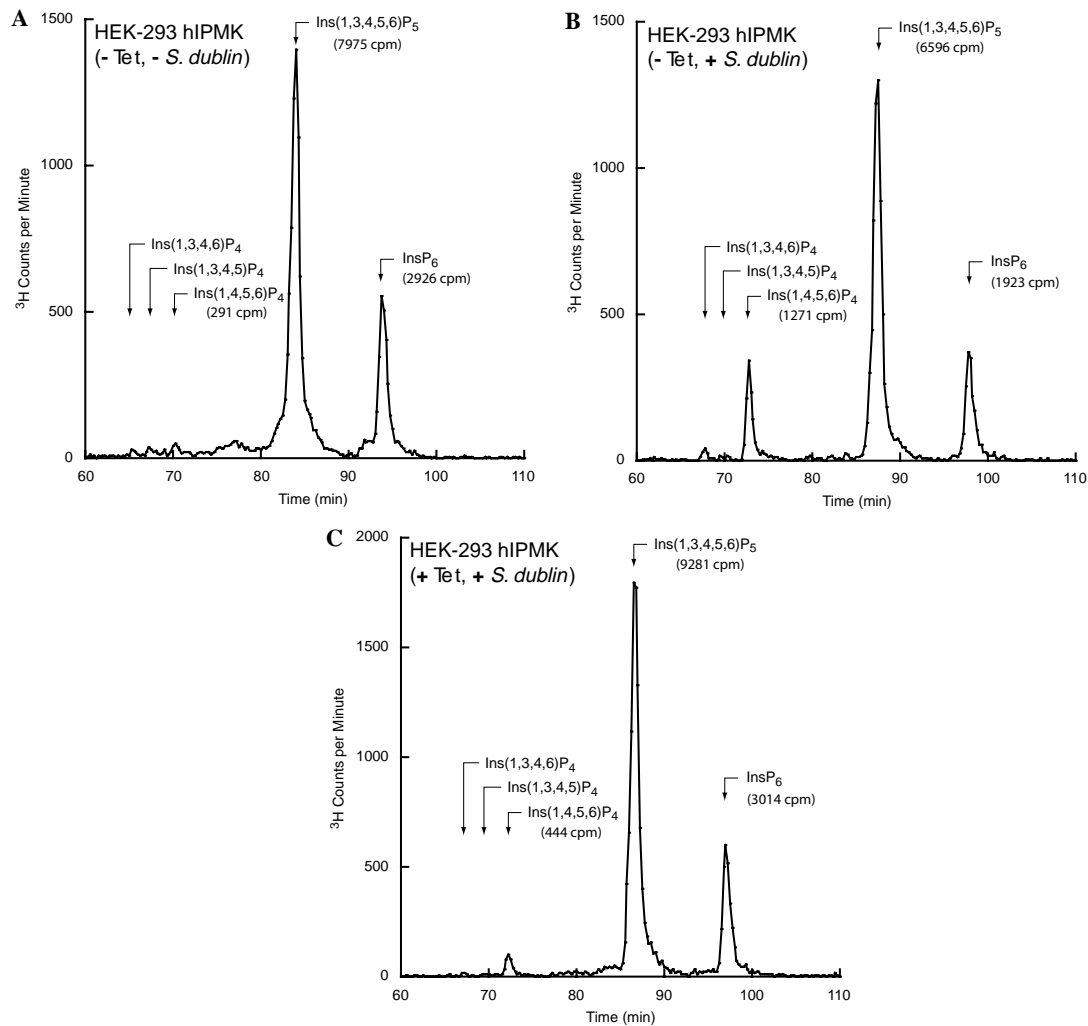 A
HEK-293 hIPMK
(- Tet, - S. dublin)
Ins(1,3,4,5,6)P5
(7975 cpm)
Ins(1,3,4,6)P4
Ins(1,3,4,5)P4
Ins(1,4,5,6)P4
(291 cpm)
InsP6
(2926 cpm)
3H Counts per Minute
1500
1000
500
0
60 70 80 90 100 110
Time (min)
B
HEK-293 hIPMK
(- Tet, + S. dublin)
Ins(1,3,4,5,6)P5
(6596 cpm)
Ins(1,3,4,6)P4
Ins(1,3,4,5)P4
Ins(1,4,5,6)P4
(1271 cpm)
InsP6
(1923 cpm)
3H Counts per Minute
1500
1000
500
0
60 70 80 90 100 110
Time (min)
C
HEK-293 hIPMK
(+ Tet, + S. dublin)
Ins(1,3,4,5,6)P5
(9281 cpm)
Ins(1,3,4,6)P4
Ins(1,3,4,5)P4
Ins(1,4,5,6)P4
(444 cpm)
InsP6
(3014 cpm)
3H Counts per Minute
2000
1500
1000
500
0
60 70 80 90 100 110
Time (min)